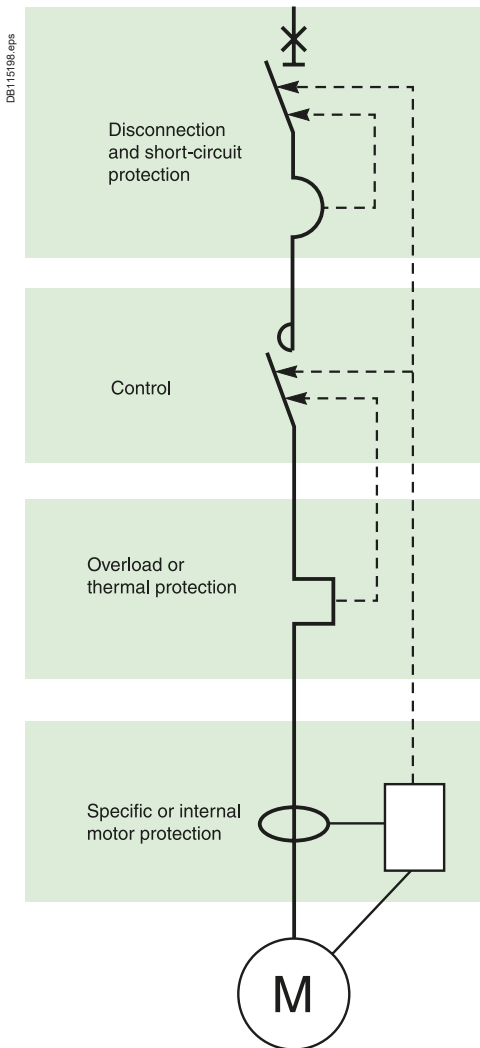 DB115198.eps
Disconnection
and short-circuit
protection
Control
Overload or
thermal protection
Specific or internal
motor protection
M